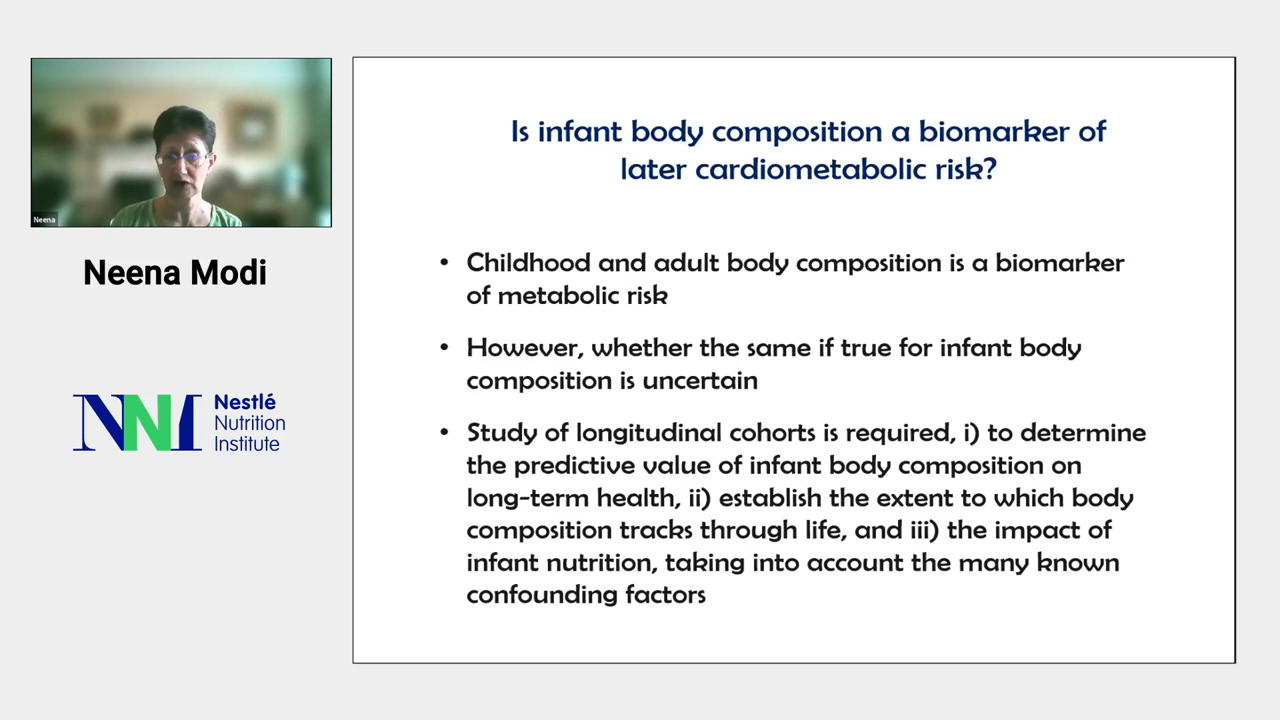 Neena
Neena Modi
NNI
Nestlé
Nutrition
Institute
Is infant body composition a biomarker of
later cardiometabolic risk?
• Childhood and adult body composition is a biomarker
of metabolic risk
• However, whether the same if true for infant body
composition is uncertain
• Study of longitudinal cohorts is required, i) to determine
the predictive value of infant body composition on
long-term health, ii) establish the extent to which body
composition tracks through life, and iii) the impact of
infant nutrition, taking into account the many known
confounding factors